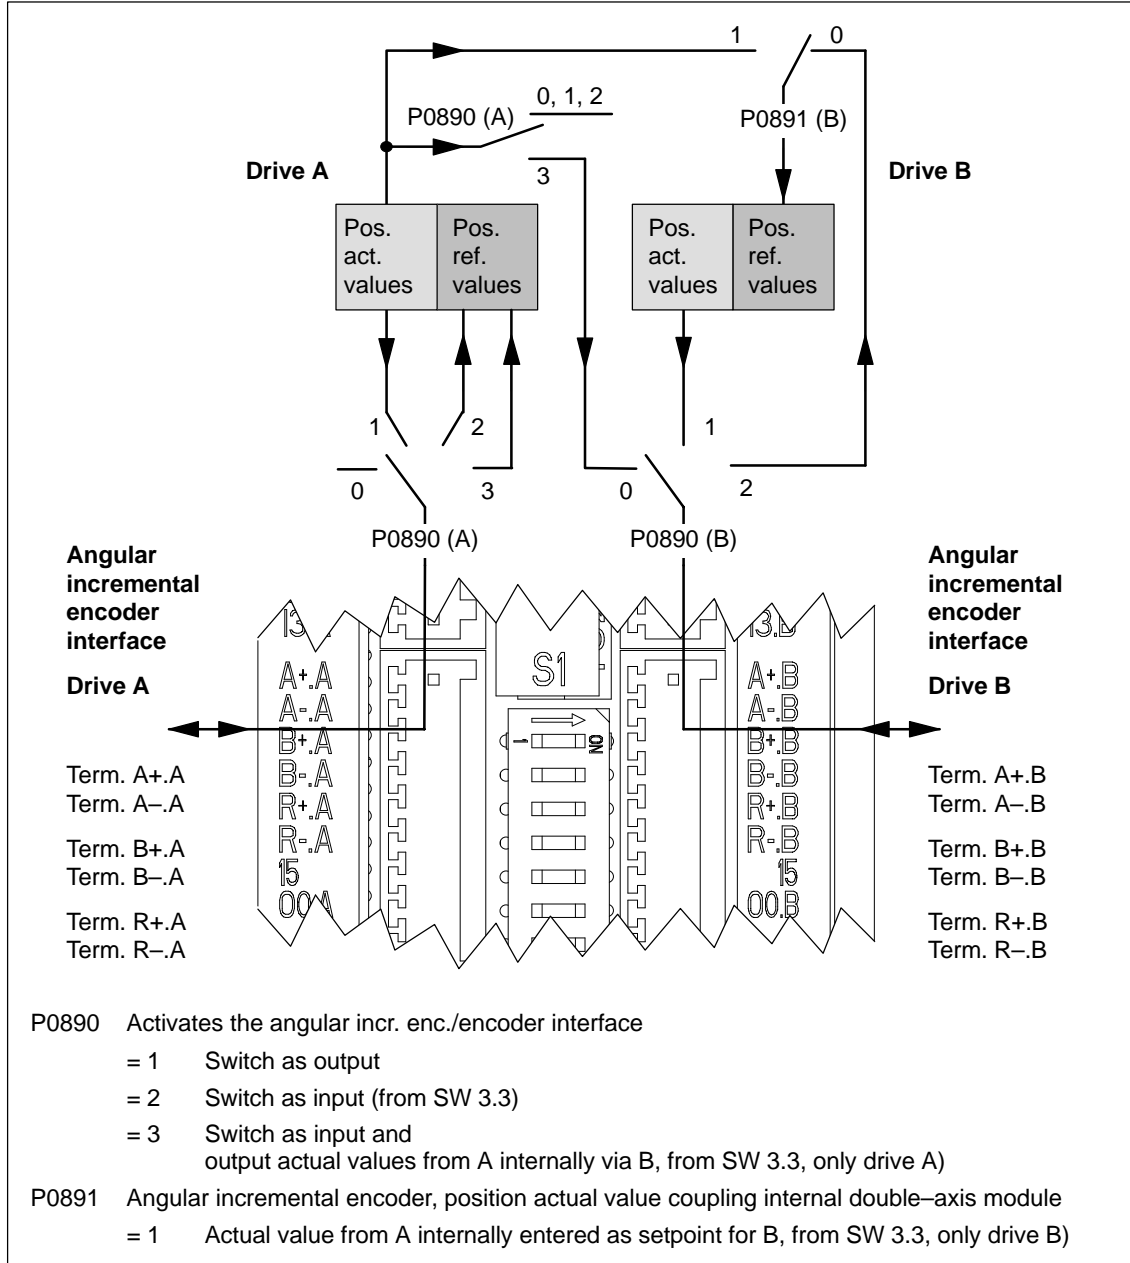 1
0
0, 1, 2
P0890 (A)
P0891 (B)
Drive A
3
Drive B
Pos.
act.
values
Pos.
ref.
values
Pos.
act.
values
Pos.
ref.
values
1
2
1
0
3
0
2
P0890 (A)
P0890 (B)
Angular
incremental
encoder
interface
Drive A
Angular
incremental
encoder
interface
Drive B
S1
A+.A
A-.A
B+.A
B-.A
R+.A
R-.A
15
00.A
1
ON
13.B
A+.B
A-.B
B+.B
B-.B
R+.B
R-.B
15
00.B
Term. A+.A
Term. A–.A
Term. B+.A
Term. B–.A
Term. R+.A
Term. R–.A
Term. A+.B
Term. A–.B
Term. B+.B
Term. B–.B
Term. R+.B
Term. R–.B
P0890 Activates the angular incr. enc./encoder interface
= 1 Switch as output
= 2 Switch as input (from SW 3.3)
= 3 Switch as input and
output actual values from A internally via B, from SW 3.3, only drive A)
P0891 Angular incremental encoder, position actual value coupling internal double–axis module
= 1 Actual value from A internally entered as setpoint for B, from SW 3.3, only drive B)